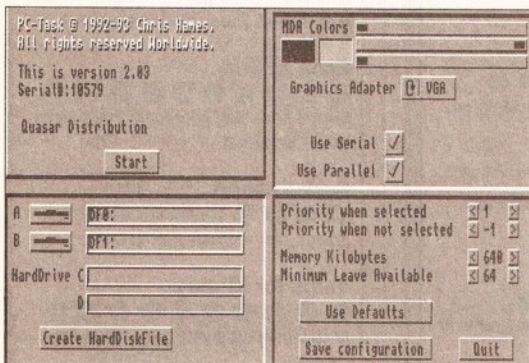 PC-Task © 1992-93 Chris Hames.
All rights reserved Worldwide.
This is version 2.03
Serial#:10579
Quasar Distribution
Start
MDA Colors
Graphics Adapter VGA
Use Serial
Use Parallel
A DF0:
B DF1:
HardDrive C
D
Create HardDiskFile
Priority when selected 1
Priority when not selected -1
Memory Kilobytes 640
Minimum Leave Available 64
Use Defaults
Save configuration Quit